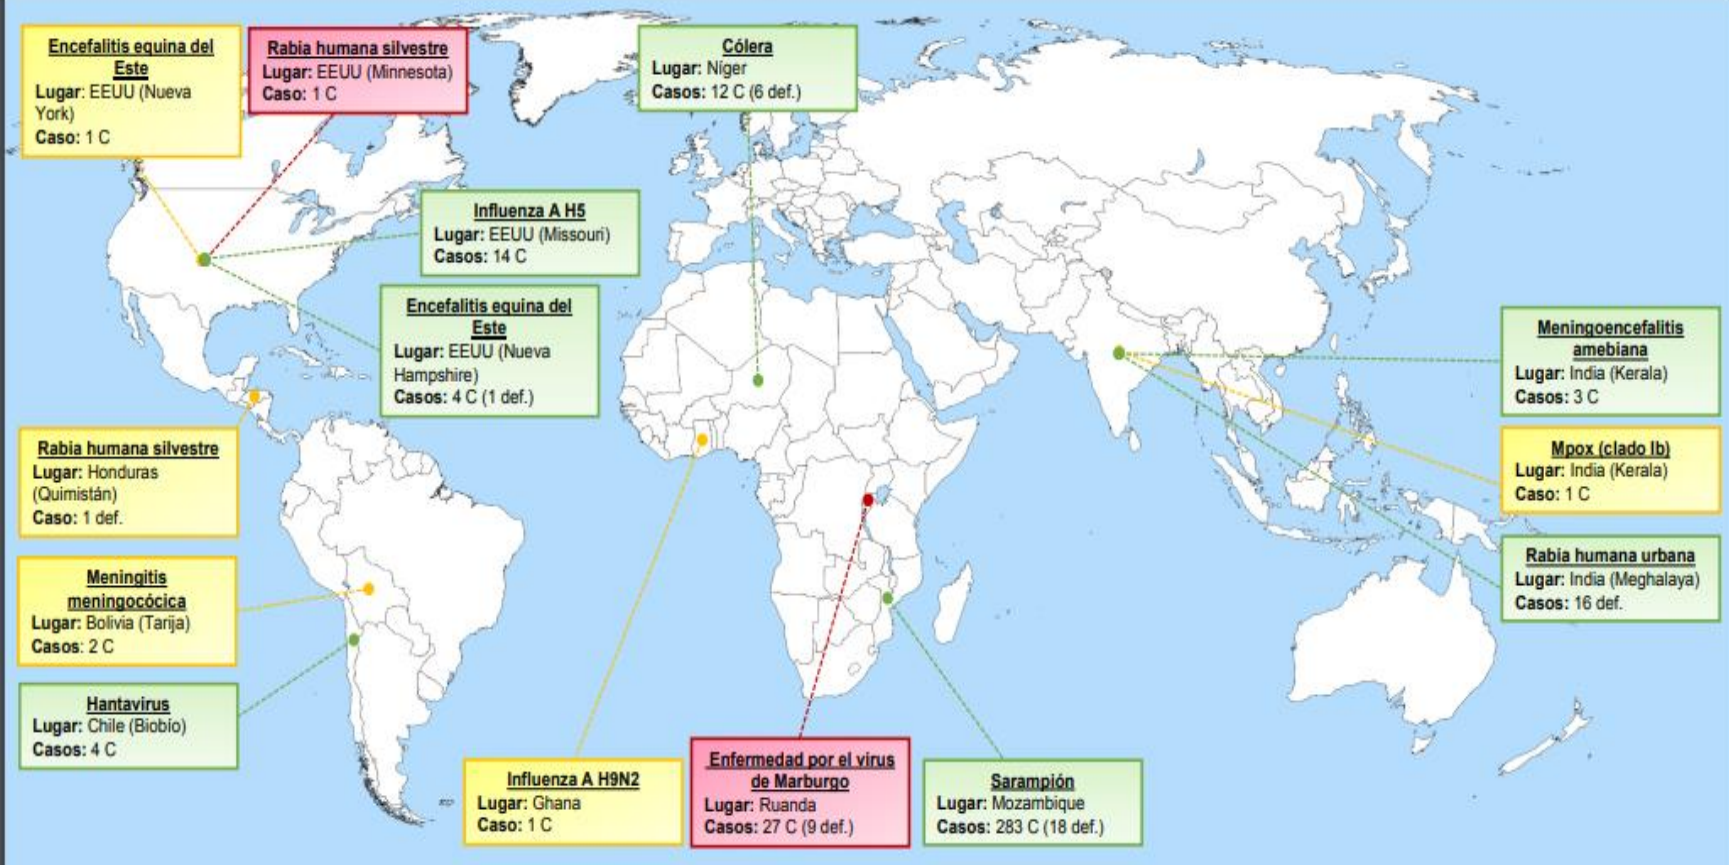 Encefalitis equina del
Este
Lugar: EEUU (Nueva
York)
Caso: 1 C
Rabia humana silvestre
Lugar: EEUU (Minnesota)
Caso: 1 C
Cólera
Lugar: Níger
Casos: 12 C (6 def.)
Influenza A H5
Lugar: EEUU (Missouri)
Casos: 14 C
Encefalitis equina del
Este
Lugar: EEUU (Nueva
Hampshire)
Casos: 4 C (1 def.)
Meningoencefalitis
amebiana
Lugar: India (Kerala)
Casos: 3 C
Rabia humana silvestre
Lugar: Honduras
(Quimistán)
Caso: 1 def.
Mpox (clado Ib)
Lugar: India (Kerala)
Caso: 1 C
Rabia humana urbana
Lugar: India (Meghalaya)
Casos: 16 def.
Meningitis
meningocócica
Lugar: Bolivia (Tarija)
Casos: 2 C
Hantavirus
Lugar: Chile (Biobío)
Casos: 4 C
Influenza A H9N2
Lugar: Ghana
Caso: 1 C
Enfermedad por el virus
de Marburgo
Lugar: Ruanda
Casos: 27 C (9 def.)
Sarampión
Lugar: Mozambique
Casos: 283 C (18 def.)